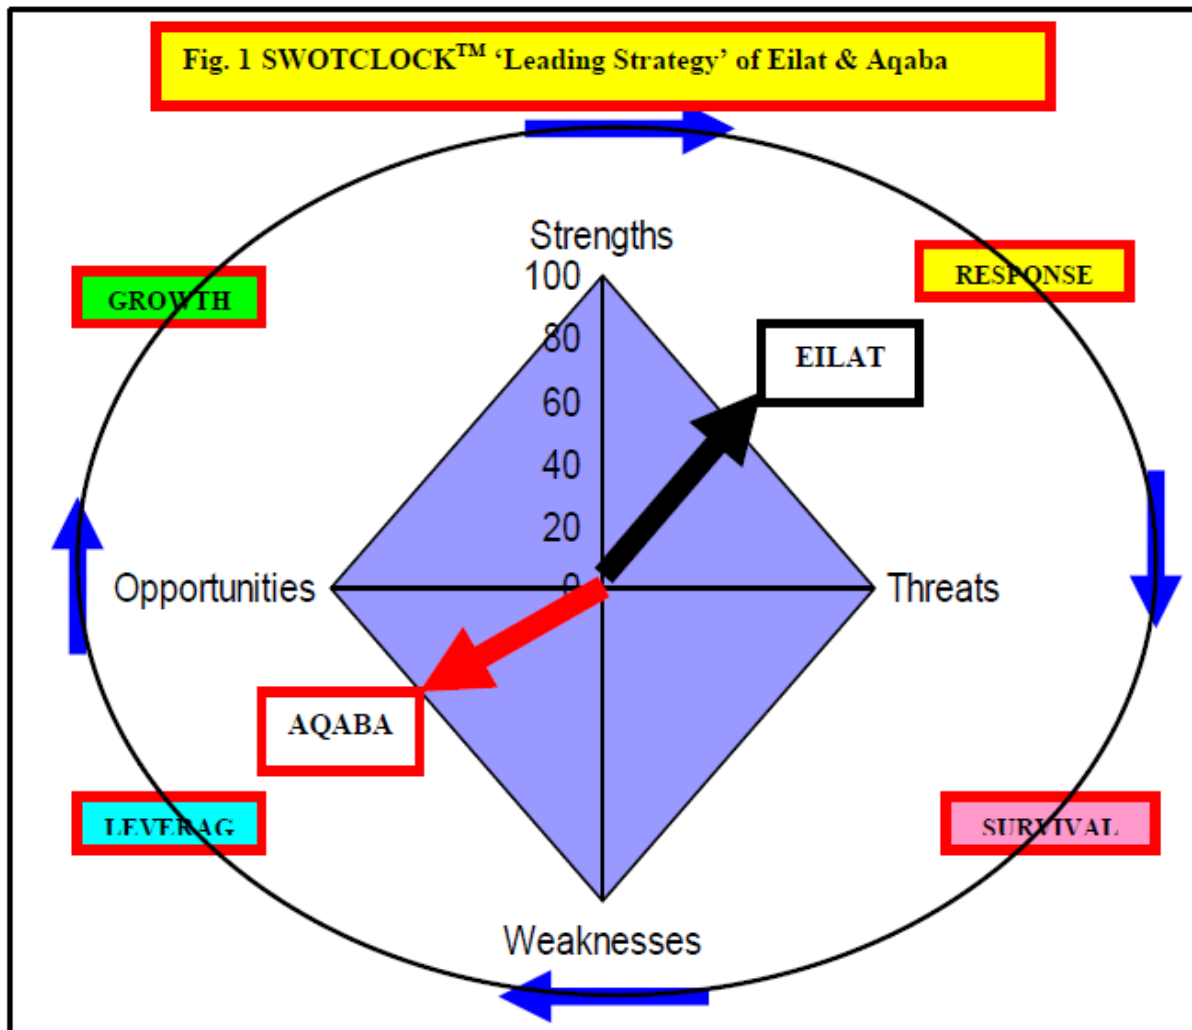 Fig. 1 SWOTCLOCK™ ‘Leading Strategy’ of Eilat & Aqaba
Strengths
GROWTH
RESPONSE
100
80
EILAT
60
40
20
0
Opportunities
Threats
AQABA
LEVERAG
SURVIVAL
Weaknesses